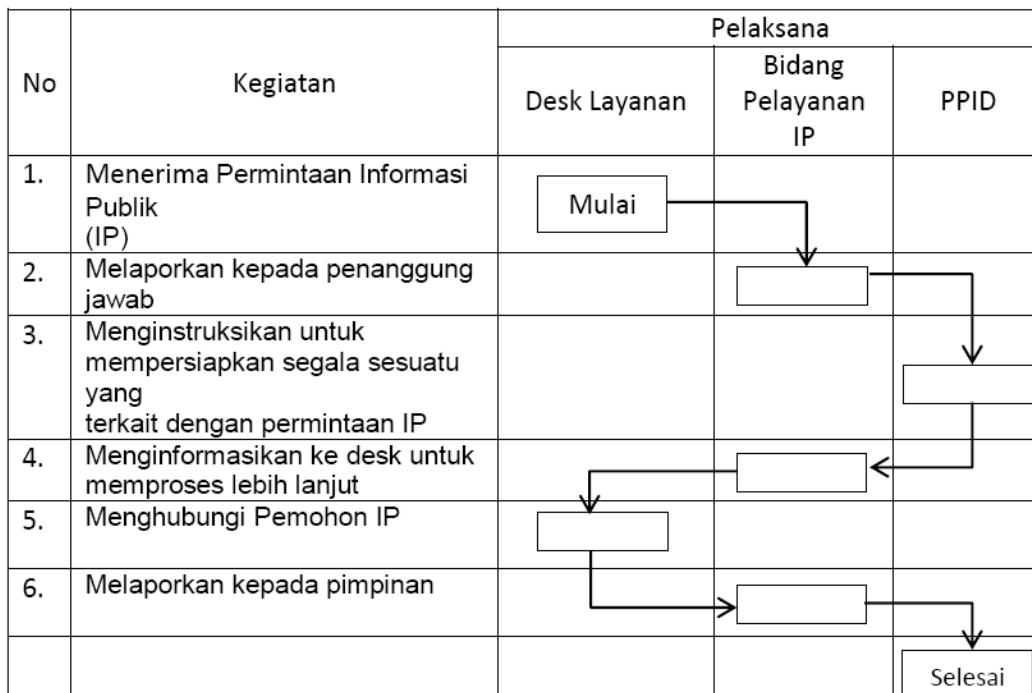 No
Kegiatan
Pelaksana
Desk Layanan
Bidang
Pelayanan
IP
PPID
1.
Menerima Permintaan Informasi
Publik
(IP)
Mulai
2.
Melaporkan kepada penanggung
jawab
3.
Menginstruksikan untuk
mempersiapkan segala sesuatu
yang
terkait dengan permintaan IP
4.
Menginformasikan ke desk untuk
memproses lebih lanjut
5.
Menghubungi Pemohon IP
6.
Melaporkan kepada pimpinan
Selesai